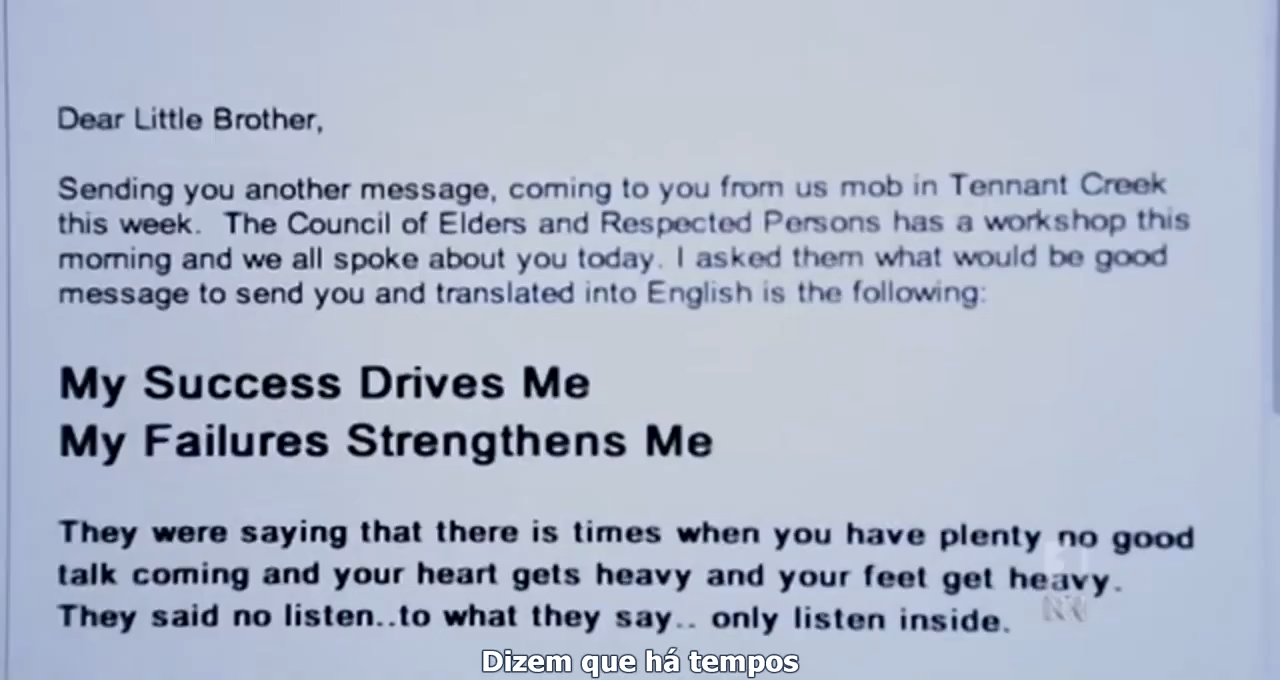 Dear Little Brother,
Sending you another message, coming to you from us mob in Tennant Creek
this week. The Council of Elders and Respected Persons has a workshop this
morning and we all spoke about you today. I asked them what would be good
message to send you and translated into English is the following:
My Success Drives Me
My Failures Strengthens Me
They were saying that there is times when you have plenty no good
talk coming and your heart gets heavy and your feet get heavy.
They said no listen..to what they say.. only listen inside.
Dizem que há tempos